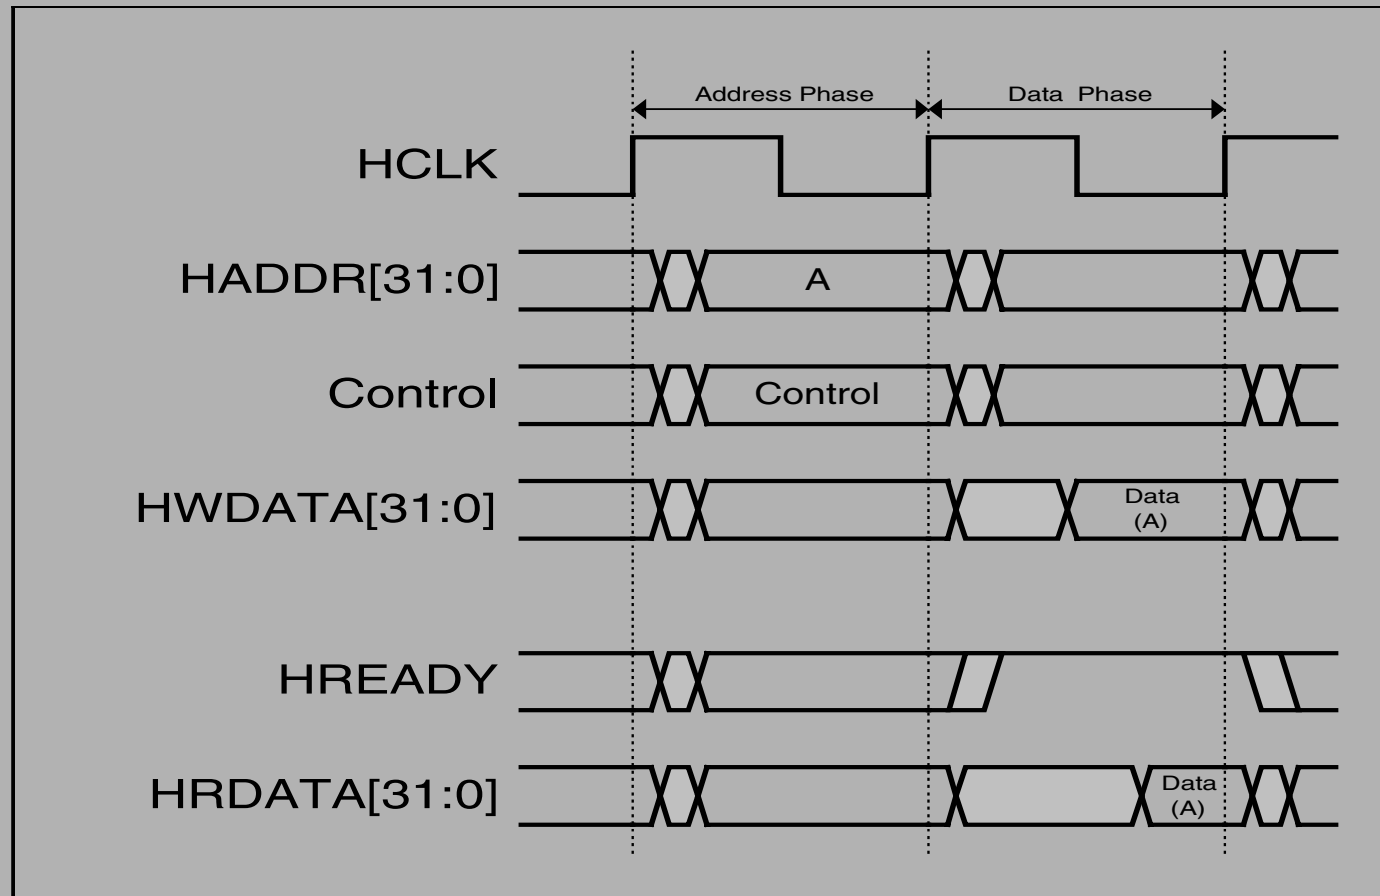 Address Phase Data Phase
HCLK
HADDR[31:0] A
Control Control
HWDATA[31:0] Data
(A)
HREADY
HRDATA[31:0] Data
(A)